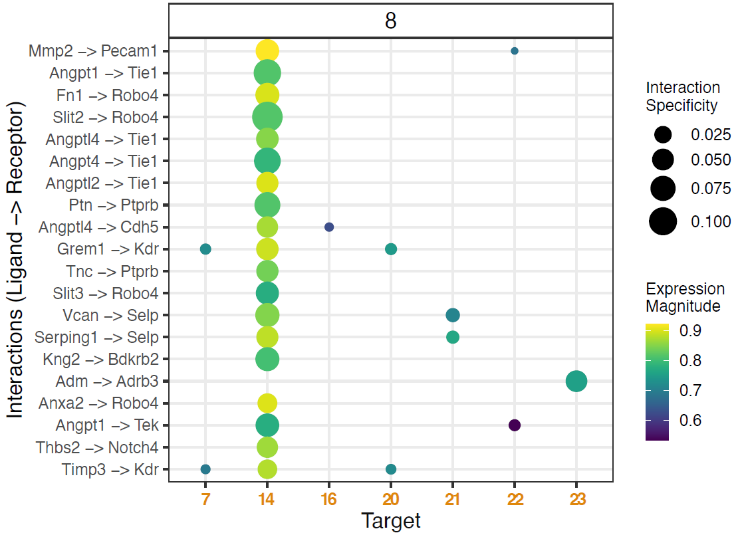 8
Interactions (Ligand −> Receptor)
Mmp2 −> Pecam1
Angpt1 −> Tie1
Fn1 −> Robo4
Slit2 −> Robo4
Angptl4 −> Tie1
Angpt4 −> Tie1
Angptl2 −> Tie1
Ptn −> Ptprb
Angptl4 −> Cdh5
Grem1 −> Kdr
Tnc −> Ptprb
Slit3 −> Robo4
Vcan −> Selp
Serping1 −> Selp
Kng2 −> Bdkrb2
Adm −> Adrb3
Anxa2 −> Robo4
Angpt1 −> Tek
Thbs2 −> Notch4
Timp3 −> Kdr
7 14 16 20 21 22 23
Target
Interaction
Specificity
0.025
0.050
0.075
0.100
Expression
Magnitude
0.9
0.8
0.7
0.6